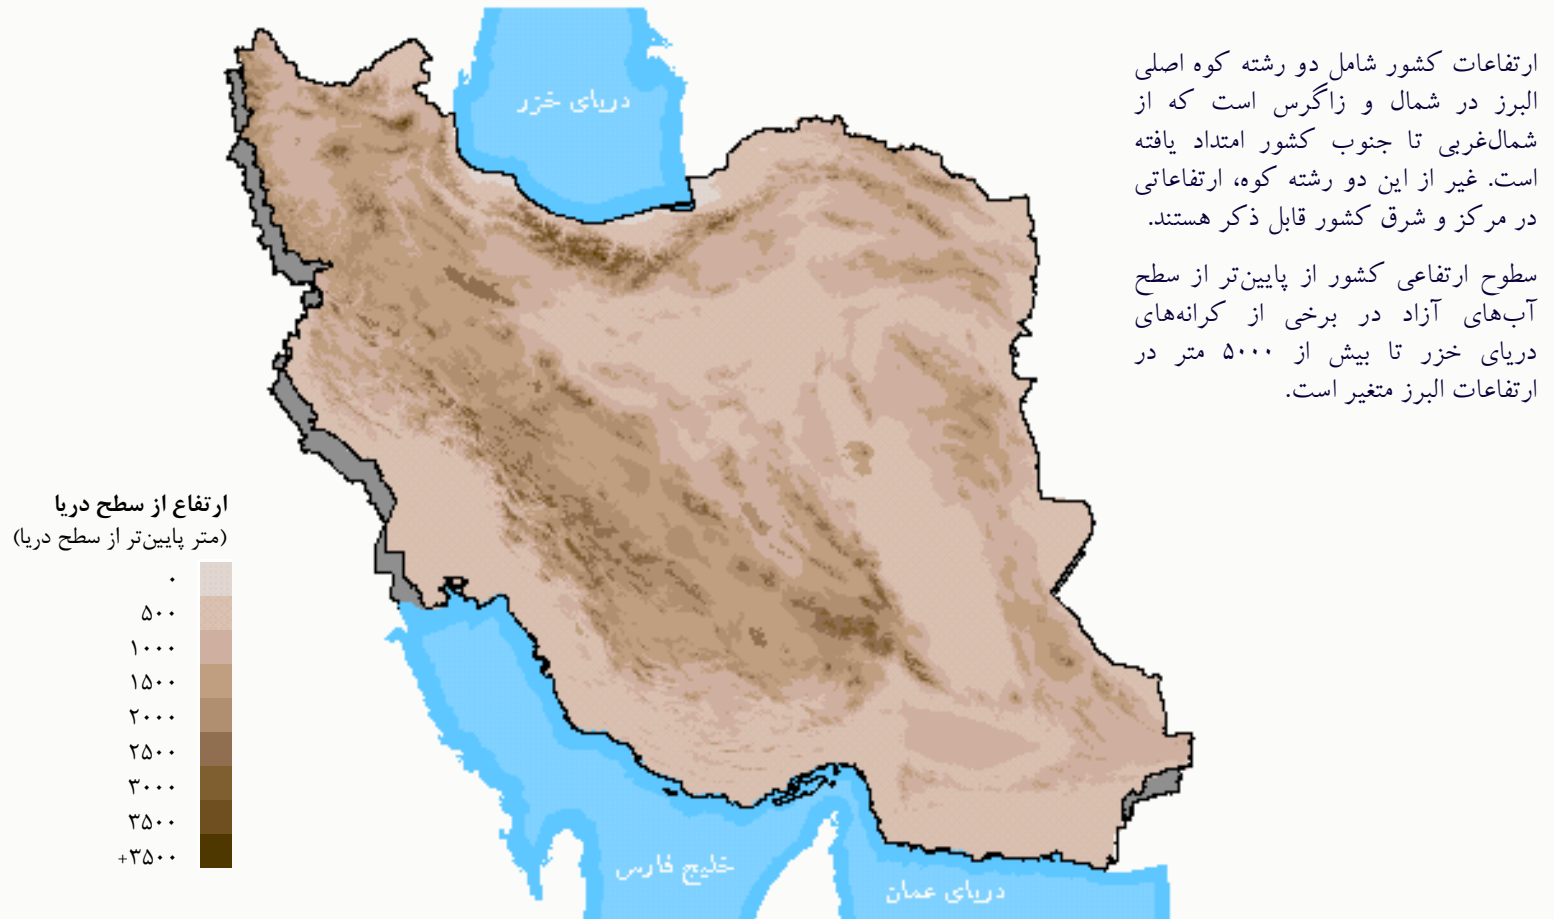 ارتفاعات کشور شامل دو رشته کوه اصلی
البرز در شمال و زاگرس است که از
شمال‌غربی تا جنوب کشور امتداد یافته
است. غیر از این دو رشته کوه، ارتفاعاتی
در مرکز و شرق کشور قابل ذکر هستند.
سطوح ارتفاعی کشور از پایین‌تر از سطح
آب‌های آزاد در برخی از کرانه‌های
دریای خزر تا بیش از ۵۰۰۰ متر در
ارتفاعات البرز متغیر است.
دریای خزر
ارتفاع از سطح دریا
(متر پایین‌تر از سطح دریا)
۰
۵۰۰
۱۰۰۰
۱۵۰۰
۲۰۰۰
۲۵۰۰
۳۰۰۰
۳۵۰۰
+۳۵۰۰
خلیج فارس
دریای عمان